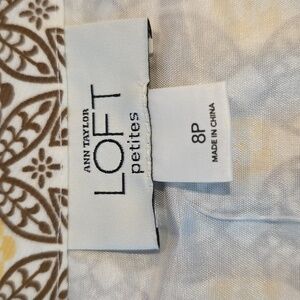 ANN TAYLOR
LOFT
petites
8P
MADE IN CHINA